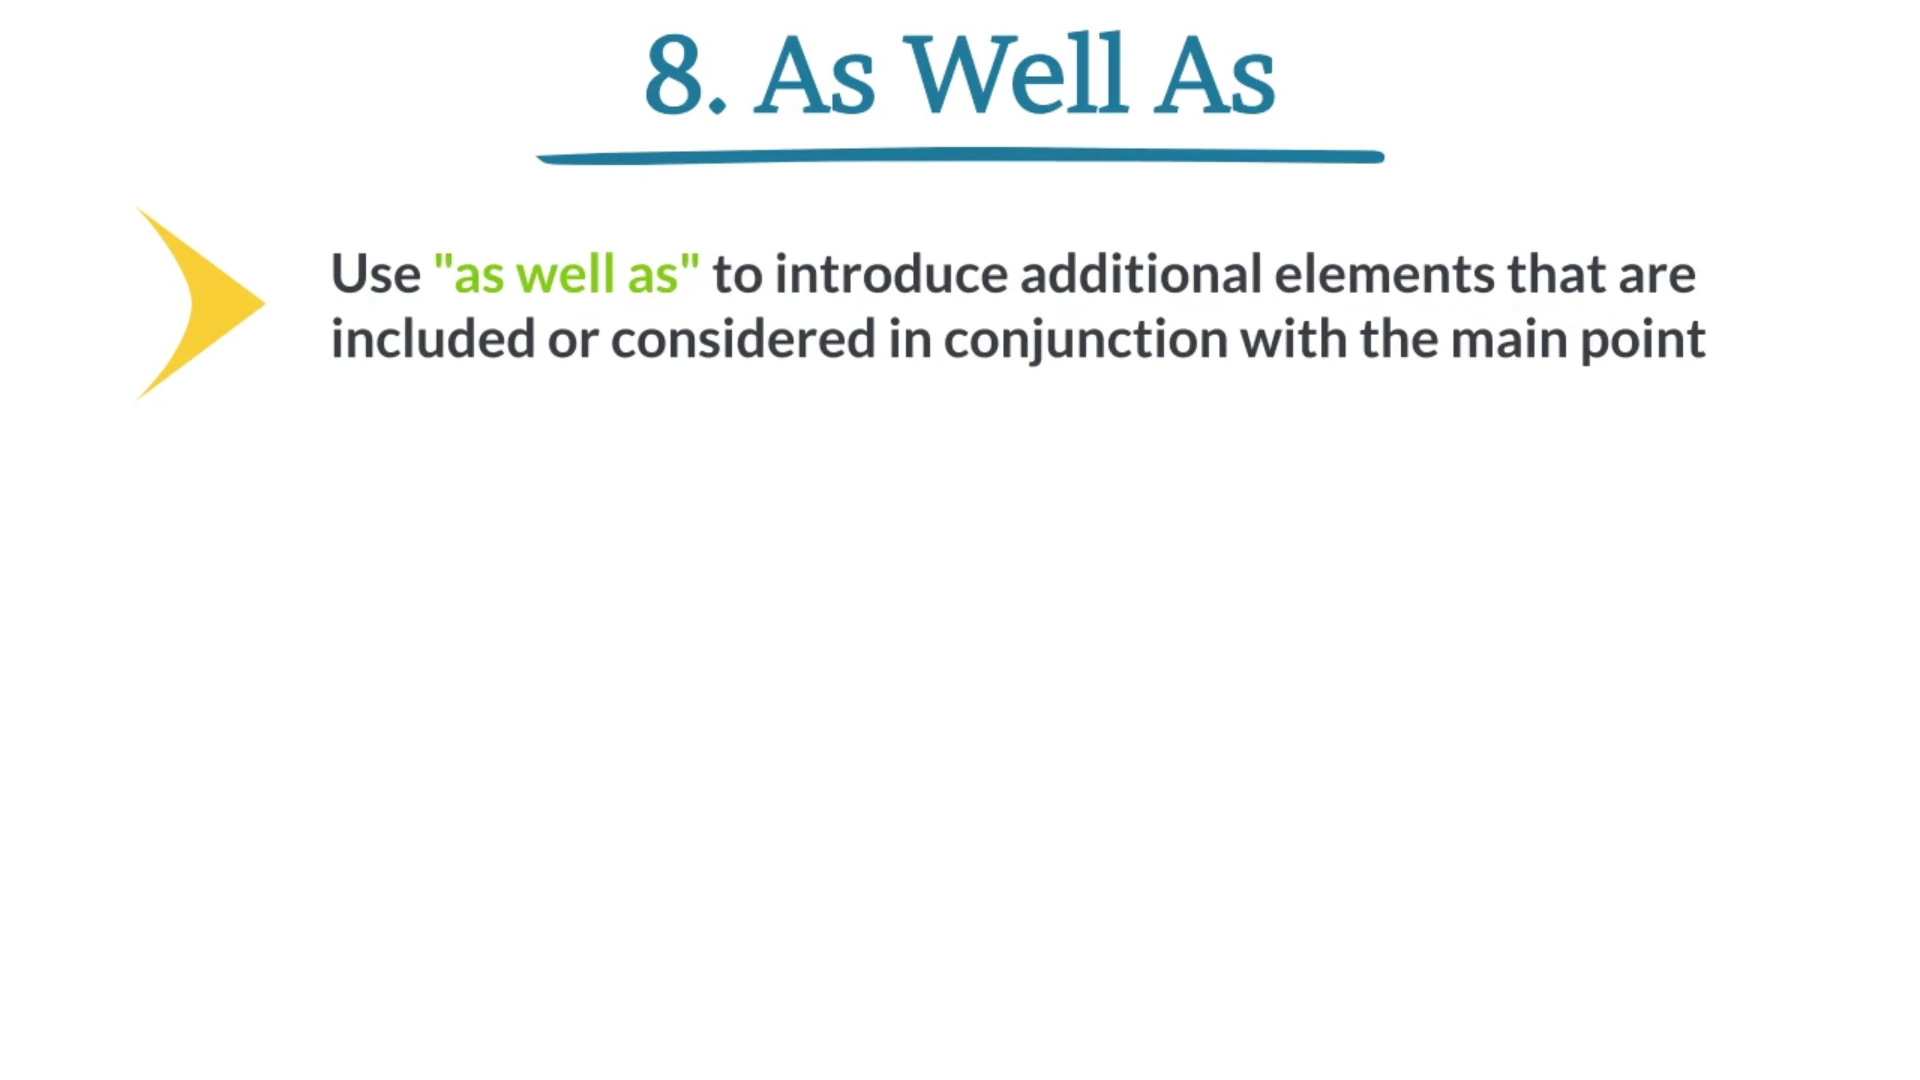 8. As Well As
Use "as well as" to introduce additional elements that are
included or considered in conjunction with the main point